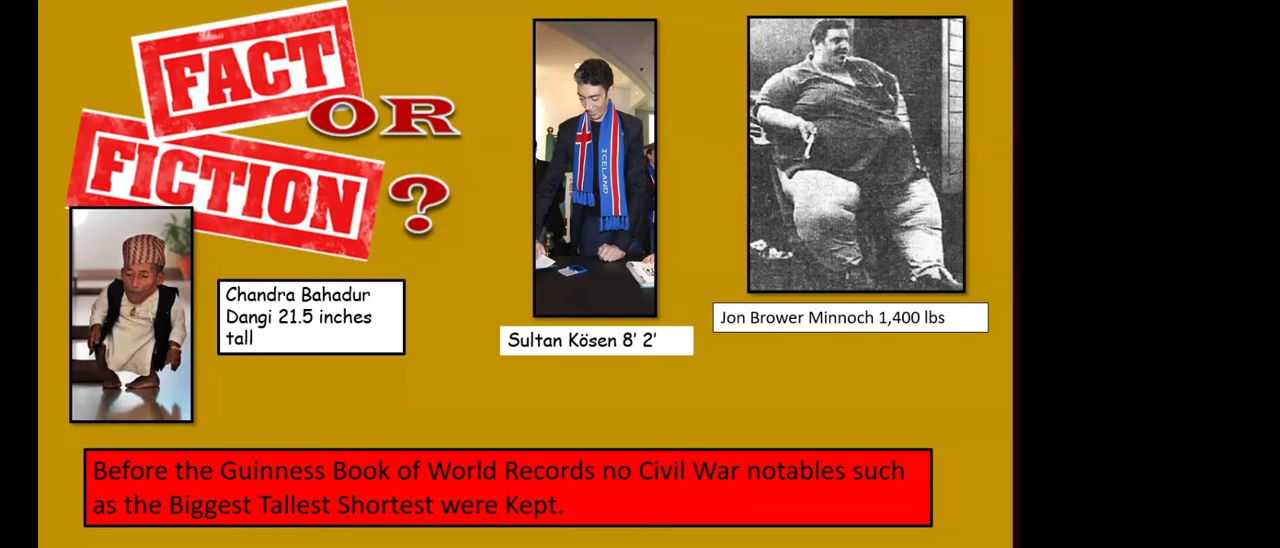 FACT
OR
FICTION
?
ICELAND
Chandra Bahadur
Dangi 21.5 inches
tall
Sultan Kösen 8’ 2’
Jon Brower Minnoch 1,400 lbs
Before the Guinness Book of World Records no Civil War notables such
as the Biggest Tallest Shortest were Kept.